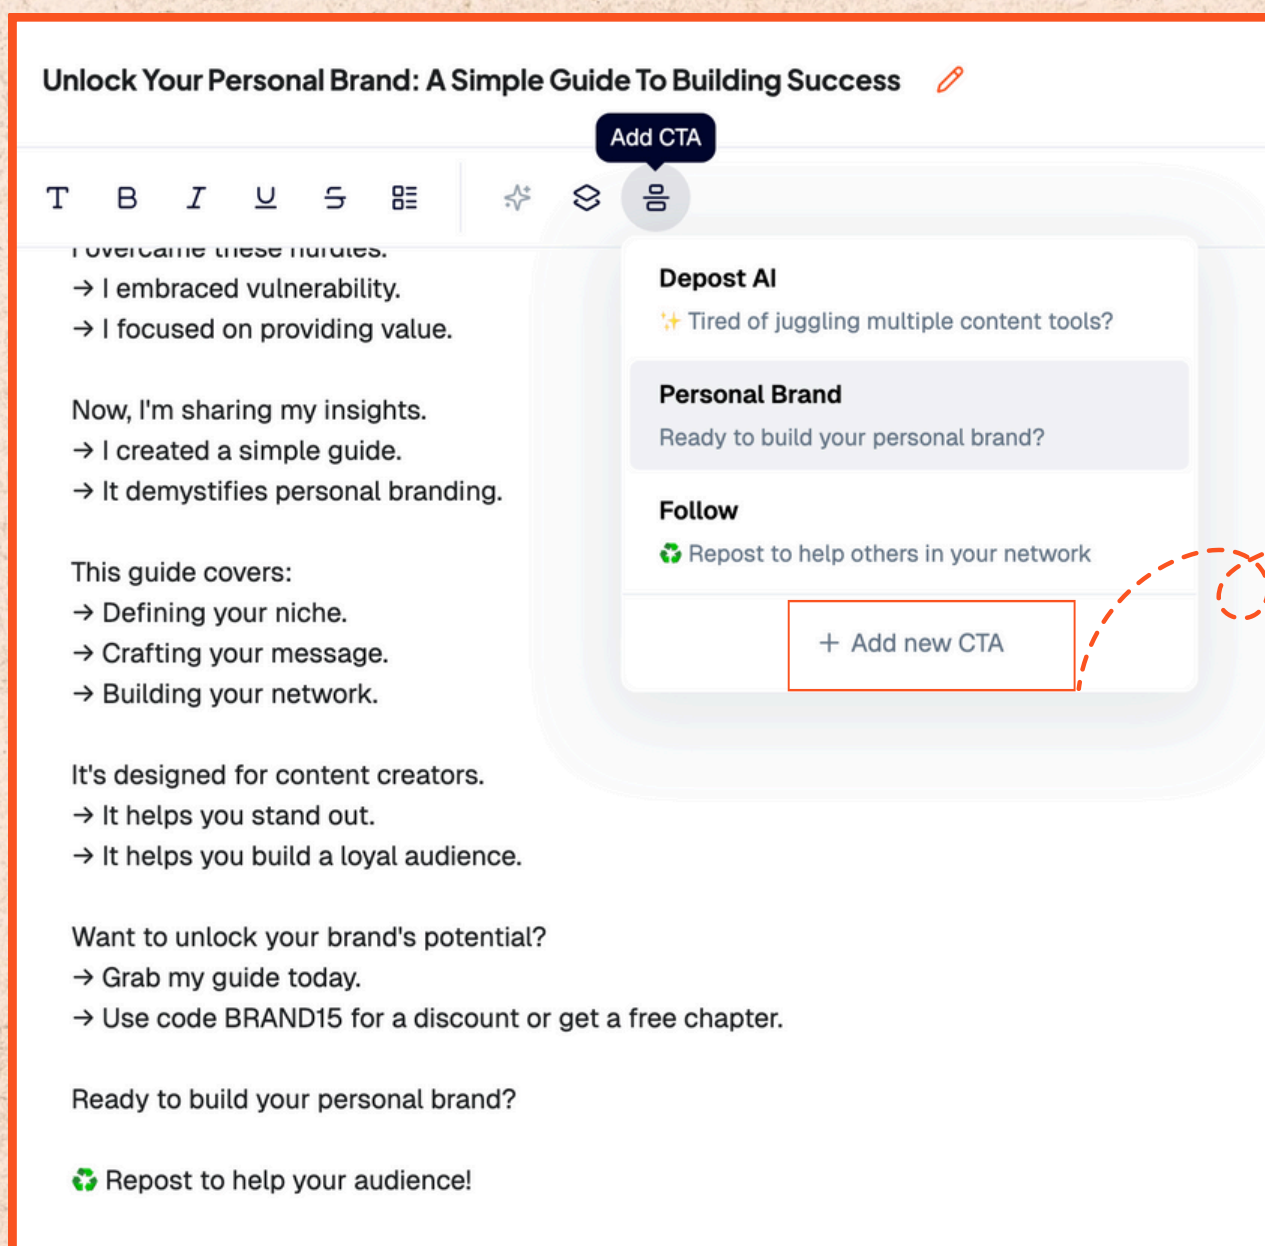 Unlock Your Personal Brand: A Simple Guide To Building Success
Add CTA
T B I U S
I overcame these hurdles.
→ I embraced vulnerability.
→ I focused on providing value.
Now, I'm sharing my insights.
→ I created a simple guide.
→ It demystifies personal branding.
This guide covers:
→ Defining your niche.
→ Crafting your message.
→ Building your network.
It's designed for content creators.
→ It helps you stand out.
→ It helps you build a loyal audience.
Want to unlock your brand's potential?
→ Grab my guide today.
→ Use code BRAND15 for a discount or get a free chapter.
Ready to build your personal brand?
♻️ Repost to help your audience!
Depost AI
✨ Tired of juggling multiple content tools?
Personal Brand
Ready to build your personal brand?
Follow
♻️ Repost to help others in your network
+ Add new CTA